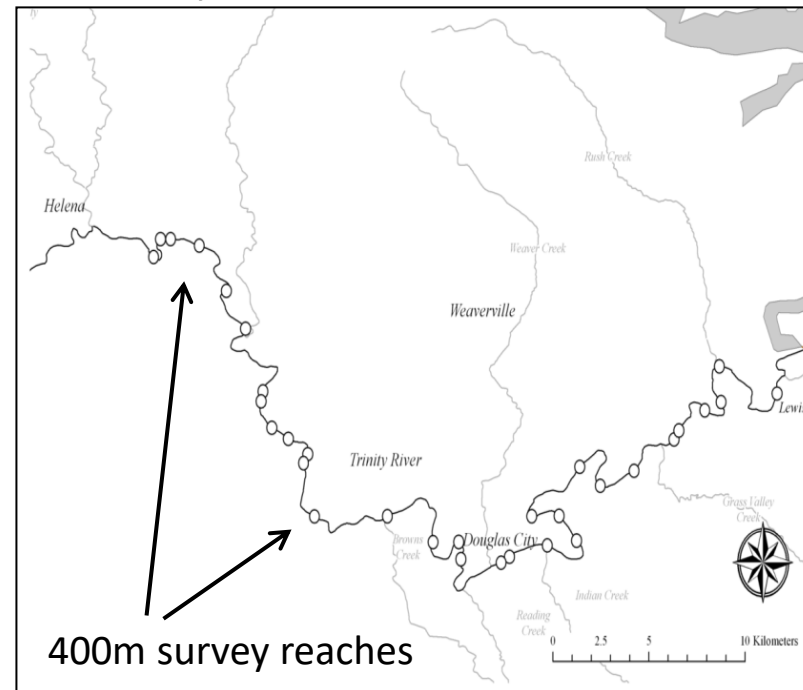 Rush Creek
Helena
Weaver Creek
Weaverville
Lewis
Trinity River
Grass Valley
Creek
Browns
Creek
Douglas City
Indian Creek
Reading
Creek
0 2.5 5 10 Kilometers
400m survey reaches